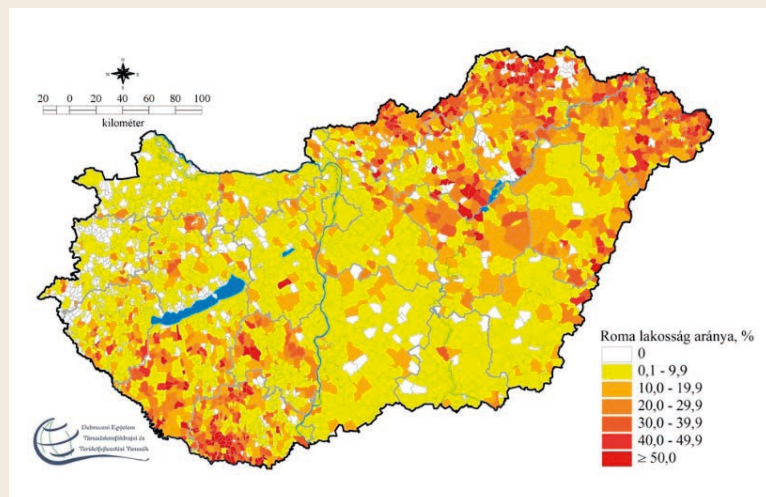 20 0 20 40 60 80 100
kilométer
Roma lakosság aránya, %
0
0,1 - 9,9
10,0 - 19,9
20,0 - 29,9
30,0 - 39,9
40,0 - 49,9
≥ 50,0
Debreceni Egyetem
Társadalomföldrajzi és
Területfejlesztési Tanszék